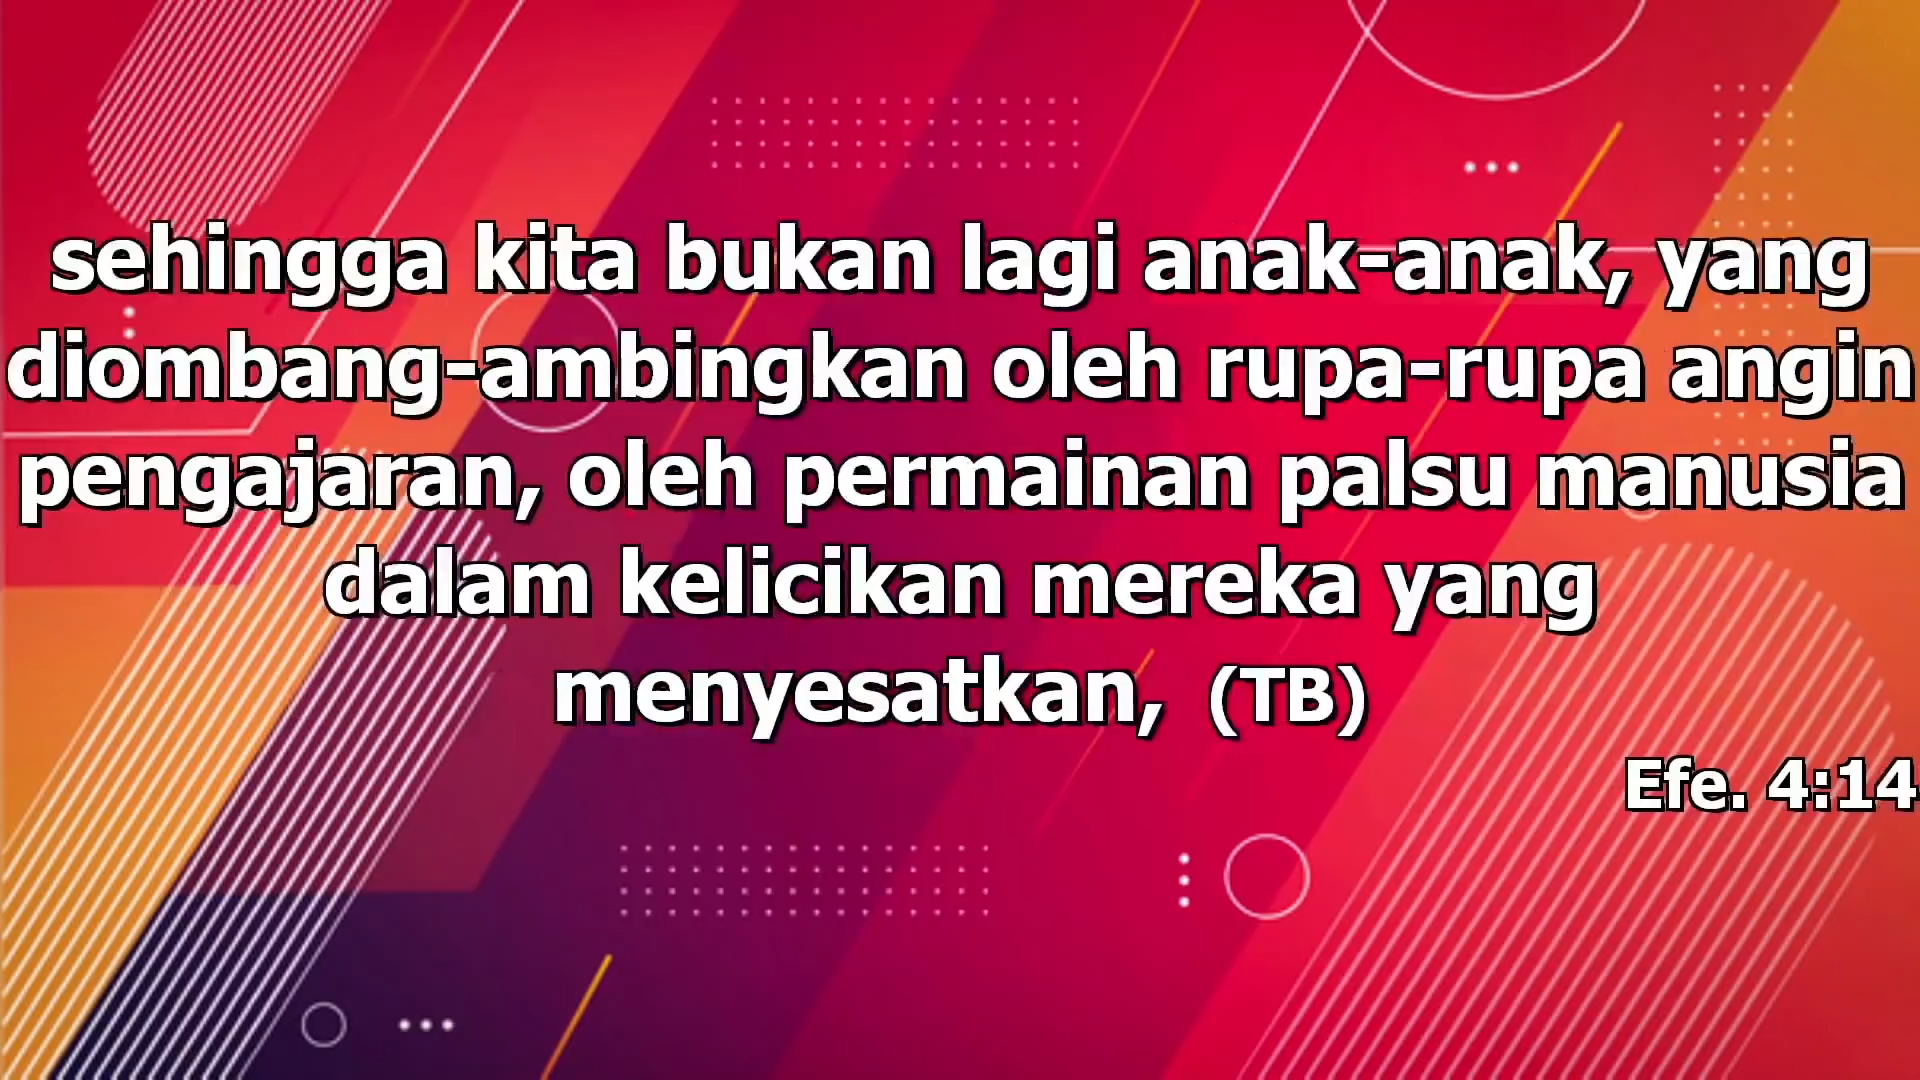 sehingga kita bukan lagi anak-anak, yang
diombang-ambingkan oleh rupa-rupa angin
pengajaran, oleh permainan palsu manusia
dalam kelicikan mereka yang
menyesatkan, (TB)
Efe. 4:14